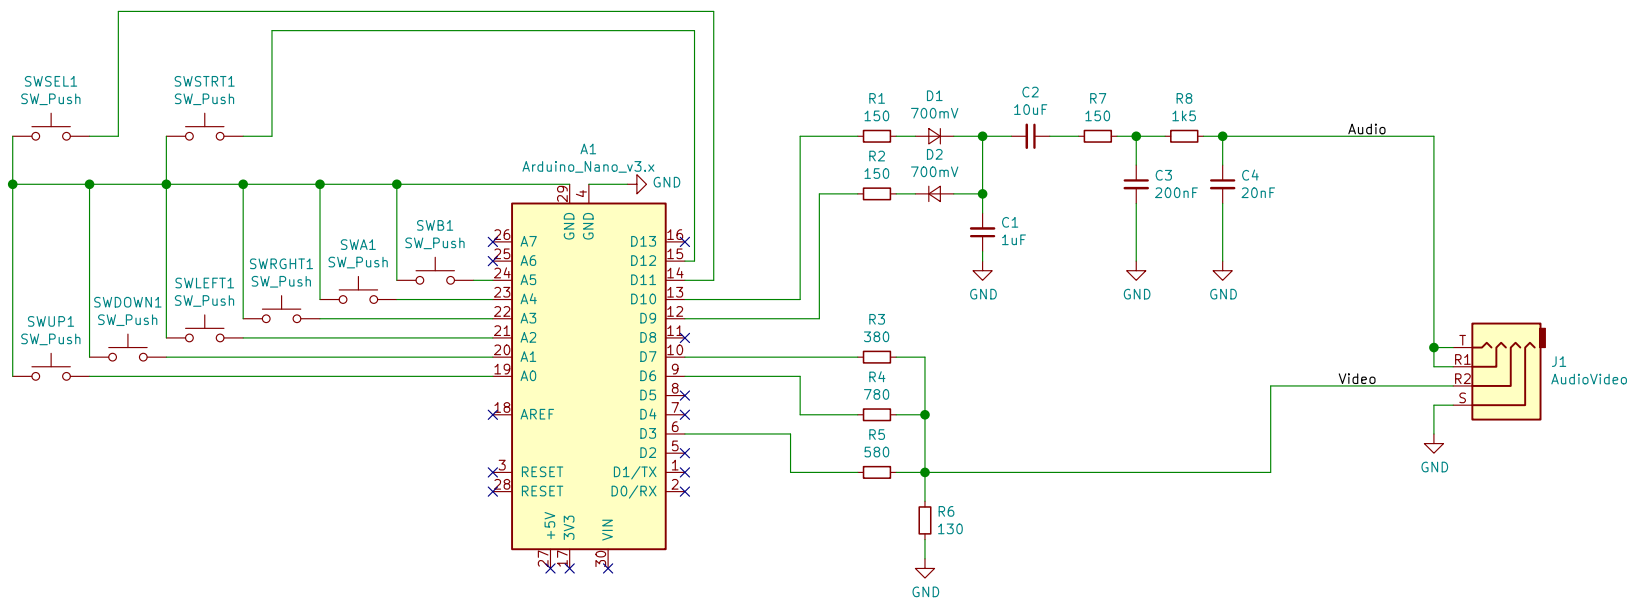 SWSEL1
SW_Push
SWSTRT1
SW_Push
A1
Arduino_Nano_v3.x
29
4
GND
GND
GND
SWB1
SW_Push
SWA1
SW_Push
SWRGHT1
SW_Push
SWLEFT1
SW_Push
SWDOWN1
SW_Push
SWUP1
SW_Push
26 A7
25 A6
24 A5
23 A4
22 A3
21 A2
20 A1
19 A0
18 AREF
3 RESET
28 RESET
D13 16
D12 15
D11 14
D10 13
D9 12
D8 11
D7 10
D6 9
D5 8
D4 7
D3 6
D2 5
D1/TX 1
D0/RX 2
+5V
3V3
VIN
27
17
30
R1
150
D1
700mV
R2
150
D2
700mV
C2
10uF
R7
150
R8
1k5
Audio
C1
1uF
GND
C3
200nF
GND
C4
20nF
GND
R3
380
R4
780
R5
580
R6
130
GND
Video
T
R1
R2
S
J1
AudioVideo
GND